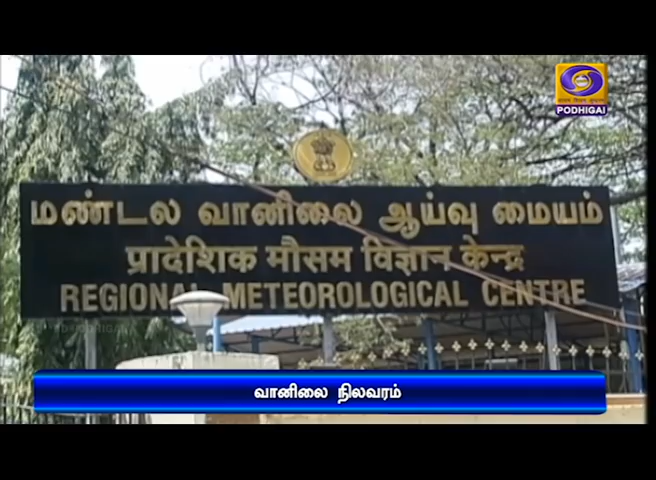 PODHIGAI
மண்டல வானிலை ஆய்வு மையம்
प्रादेशिक मौसम विज्ञान केन्द्र
REGIONAL METEOROLOGICAL CENTRE
வானிலை நிலவரம்